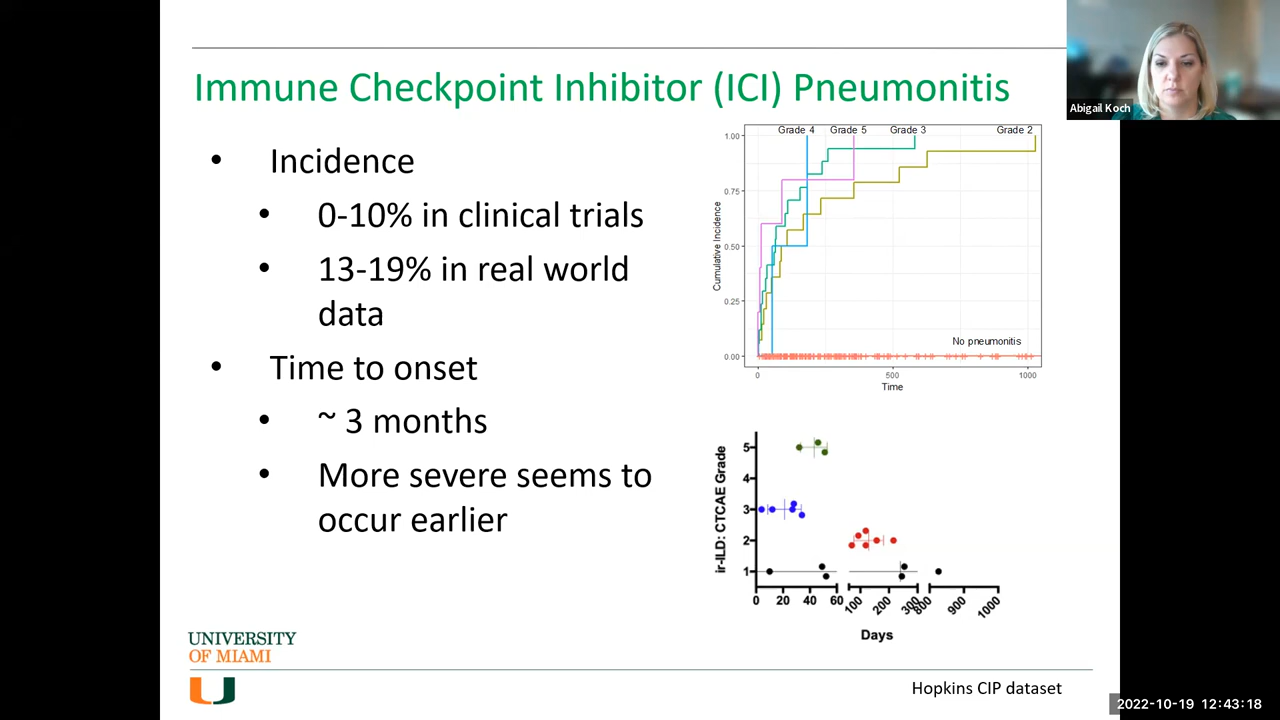 Immune Checkpoint Inhibitor (ICI) Pneumonitis
Abigail Koch
• Incidence
• 0-10% in clinical trials
• 13-19% in real world
data
• Time to onset
• ~ 3 months
• More severe seems to
occur earlier
Grade 4 Grade 5 Grade 3 Grade 2
1.00
0.75
0.50
0.25
0.00
Cumulative Incidence
No pneumonitis
0 500 1000
Time
ir-ILD: CTCAE Grade
5
4
3
2
1
0 20 40 60 100 200 300 800 900 1000
Days
UNIVERSITY
OF MIAMI
Hopkins CIP dataset
2022-10-19 12:43:18